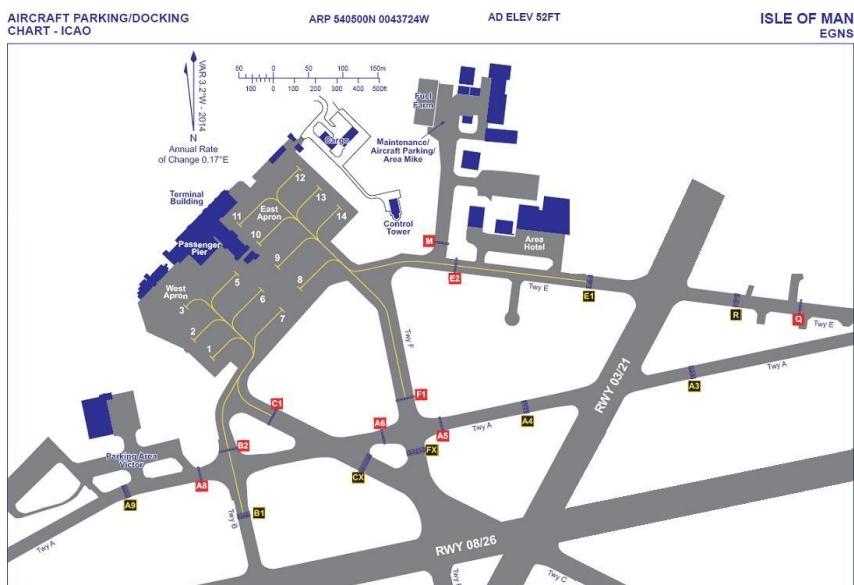 AIRCRAFT PARKING/DOCKING
CHART - ICAO
ARP 540500N 0043724W
AD ELEV 52FT
ISLE OF MAN
EGNS
VAR 3.2°W - 2014
N
Annual Rate
of Change 0.17°E
50 0 50 100 150m
100 0 100 200 300 400 500ft
Fuel
Farm
Cargo
Maintenance/
Aircraft Parking/
Area Mike
Terminal
Building
12
13
14
East
Apron
11
10
9
8
Control
Tower
Passenger
Pier
M
Area
Hotel
E2
West
Apron
5
6
7
3
2
1
Twy E
E1
R
Q
Twy E
Twy F
RWY 03/21
Twy A
A3
F1
C1
A6
A5
Twy A
A4
B2
FX
CX
Parking Area
Victor
A8
A9
B1
Twy B
Twy A
RWY 08/26
Twy C